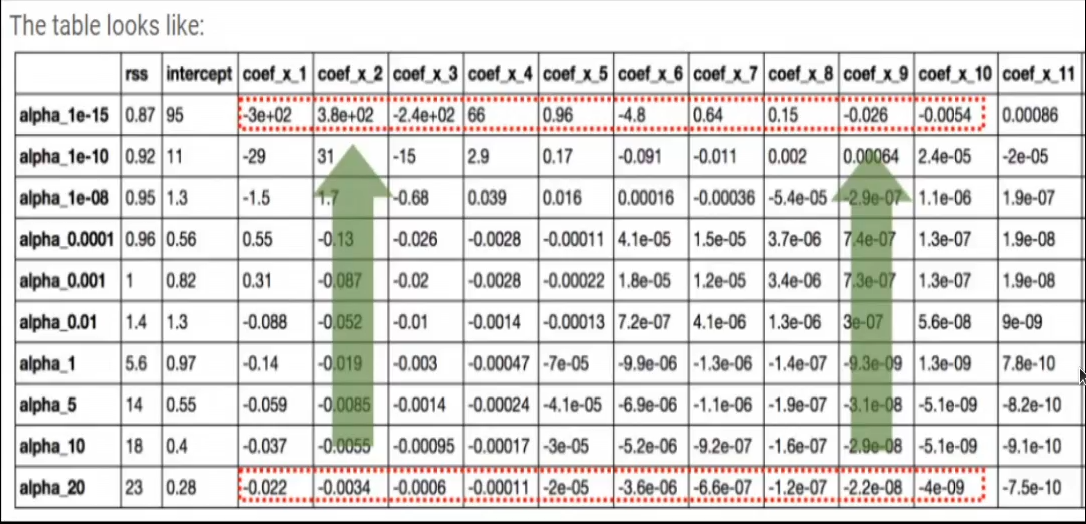 The table looks like:
rss intercept coef_x_1 coef_x_2 coef_x_3 coef_x_4 coef_x_5 coef_x_6 coef_x_7 coef_x_8 coef_x_9 coef_x_10 coef_x_11
alpha_1e-15 0.87 95 -3e+02 3.8e+02 -2.4e+02 66 0.96 -4.8 0.64 0.15 -0.026 -0.0054 0.00086
alpha_1e-10 0.92 11 -29 31 -15 2.9 0.17 -0.091 -0.011 0.002 0.00064 2.4e-05 -2e-05
alpha_1e-08 0.95 1.3 -1.5 1.7 -0.68 0.039 0.016 0.00016 -0.00036 -5.4e-05 -2.9e-07 1.1e-06 1.9e-07
alpha_0.0001 0.96 0.56 0.55 -0.13 -0.026 -0.0028 -0.00011 4.1e-05 1.5e-05 3.7e-06 7.4e-07 1.3e-07 1.9e-08
alpha_0.001 1 0.82 0.31 -0.087 -0.02 -0.0028 -0.00022 1.8e-05 1.2e-05 3.4e-06 7.3e-07 1.3e-07 1.9e-08
alpha_0.01 1.4 1.3 -0.088 -0.052 -0.01 -0.0014 -0.00013 7.2e-07 4.1e-06 1.3e-06 3e-07 5.6e-08 9e-09
alpha_1 5.6 0.97 -0.14 -0.019 -0.003 -0.00047 -7e-05 -9.9e-06 -1.3e-06 -1.4e-07 -9.3e-09 1.3e-09 7.8e-10
alpha_5 14 0.55 -0.059 -0.0085 -0.0014 -0.00024 -4.1e-05 -6.9e-06 -1.1e-06 -1.9e-07 -3.1e-08 -5.1e-09 -8.2e-10
alpha_10 18 0.4 -0.037 -0.0055 -0.00095 -0.00017 -3e-05 -5.2e-06 -9.2e-07 -1.6e-07 -2.9e-08 -5.1e-09 -9.1e-10
alpha_20 23 0.28 -0.022 -0.0034 -0.0006 -0.00011 -2e-05 -3.6e-06 -6.6e-07 -1.2e-07 -2.2e-08 -4e-09 -7.5e-10